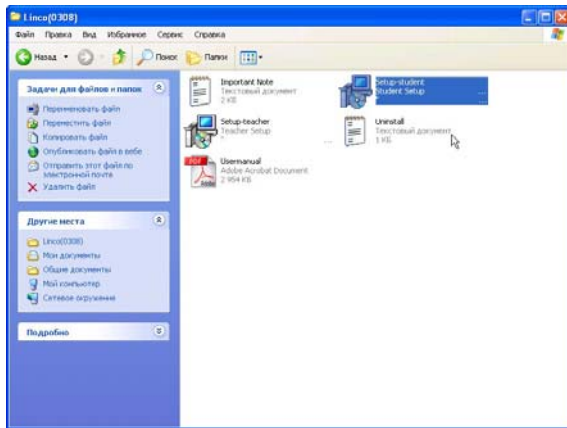 Linco(0308)
Файл Правка Вид Избранное Сервис Справка
Назад Поиск Папки
Задачи для файлов и папок
Переименовать файл
Переместить файл
Копировать файл
Опубликовать файл в вебе
Отправить этот файл по
электронной почте
Удалить файл
Другие места
Linco(0308)
Мои документы
Общие документы
Мой компьютер
Сетевое окружение
Подробно
Important Note
Текстовый документ
2 КБ
Setup-student
Student Setup
...
Setup-teacher
Teacher Setup
...
Uninstall
Текстовый документ
1 КБ
PDF
Usermanual
Adobe Acrobat Document
2 954 КБ